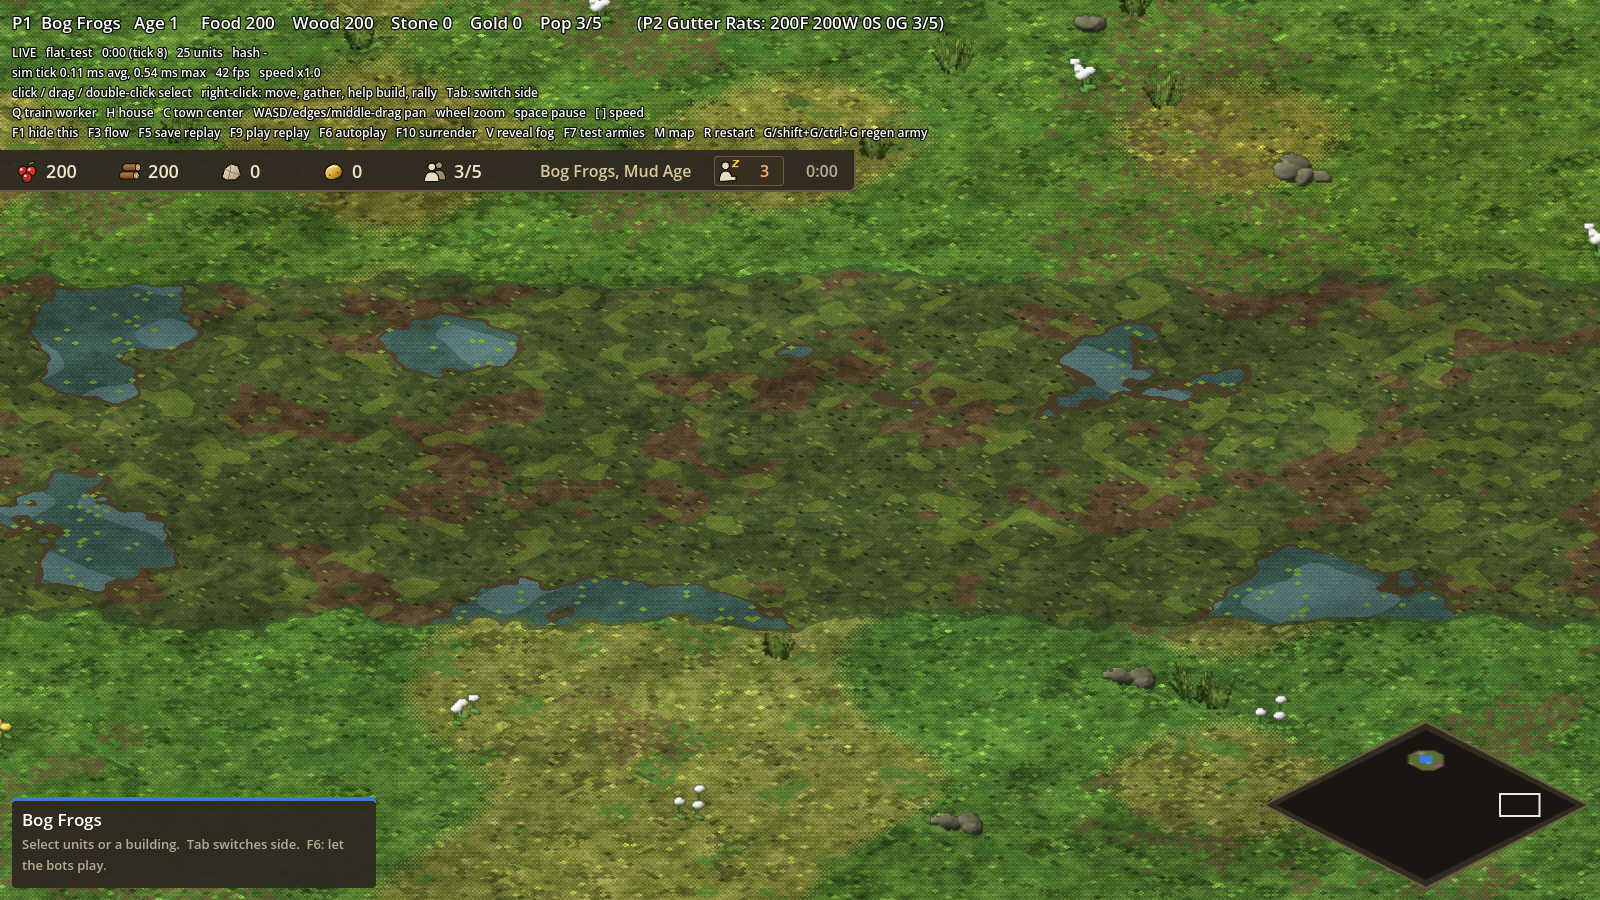 P1 Bog Frogs Age 1 Food 200 Wood 200 Stone 0 Gold 0 Pop 3/5 (P2 Gutter Rats: 200F 200W 0S 0G 3/5)
LIVE flat_test 0:00 (tick 8) 25 units hash -
sim tick 0.11 ms avg, 0.54 ms max 42 fps speed x1.0
click / drag / double-click select right-click: move, gather, help build, rally Tab: switch side
Q train worker H house C town center WASD/edges/middle-drag pan wheel zoom space pause [ ] speed
F1 hide this F3 flow F5 save replay F9 play replay F6 autoplay F10 surrender V reveal fog F7 test armies M map R restart G/shift+G/ctrl+G regen army
200 200 0 0 3/5 Bog Frogs, Mud Age z 3 0:00
Bog Frogs
Select units or a building. Tab switches side. F6: let
the bots play.